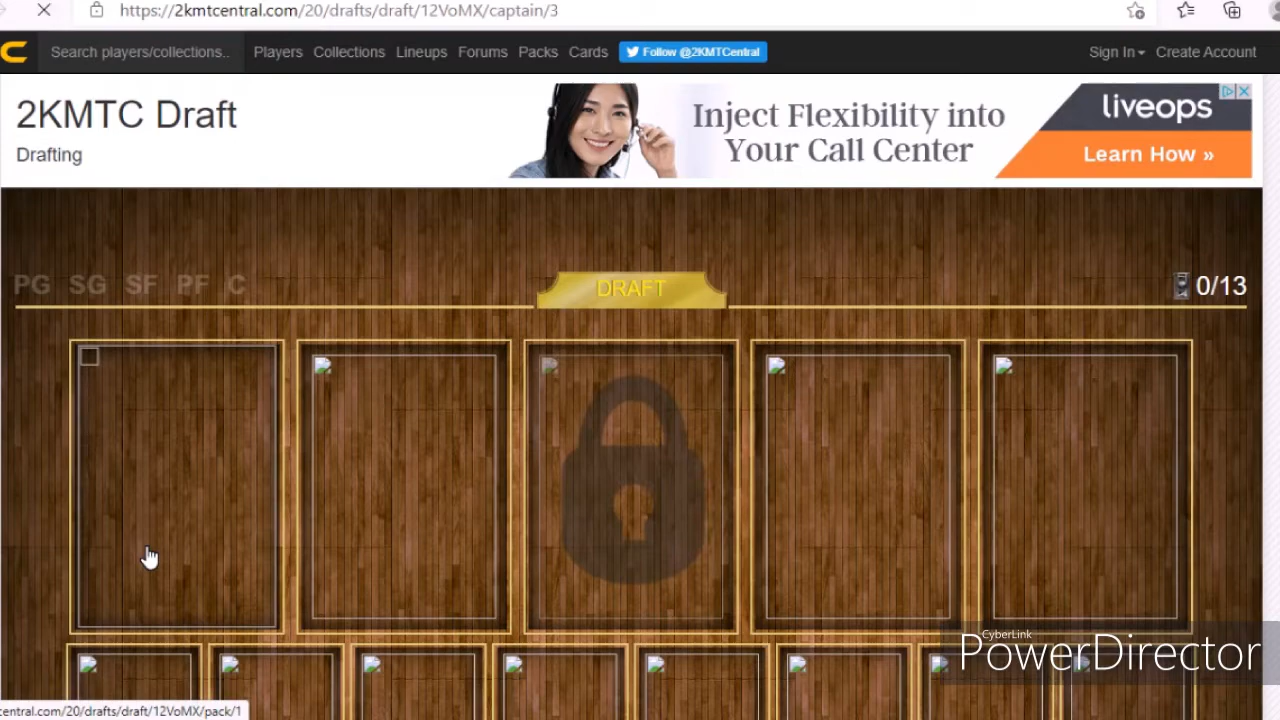 https://2kmtcentral.com/20/drafts/draft/12VoMX/captain/3
Search players/collections..
Players
Collections
Lineups
Forums
Packs
Cards
Follow @2KMTCentral
Sign In
Create Account
2KMTC Draft
Drafting
Inject Flexibility into
Your Call Center
liveops
Learn How »
PG SG SF PF C
DRAFT
0/13
CyberLink
PowerDirector
central.com/20/drafts/draft/12VoMX/pack/1